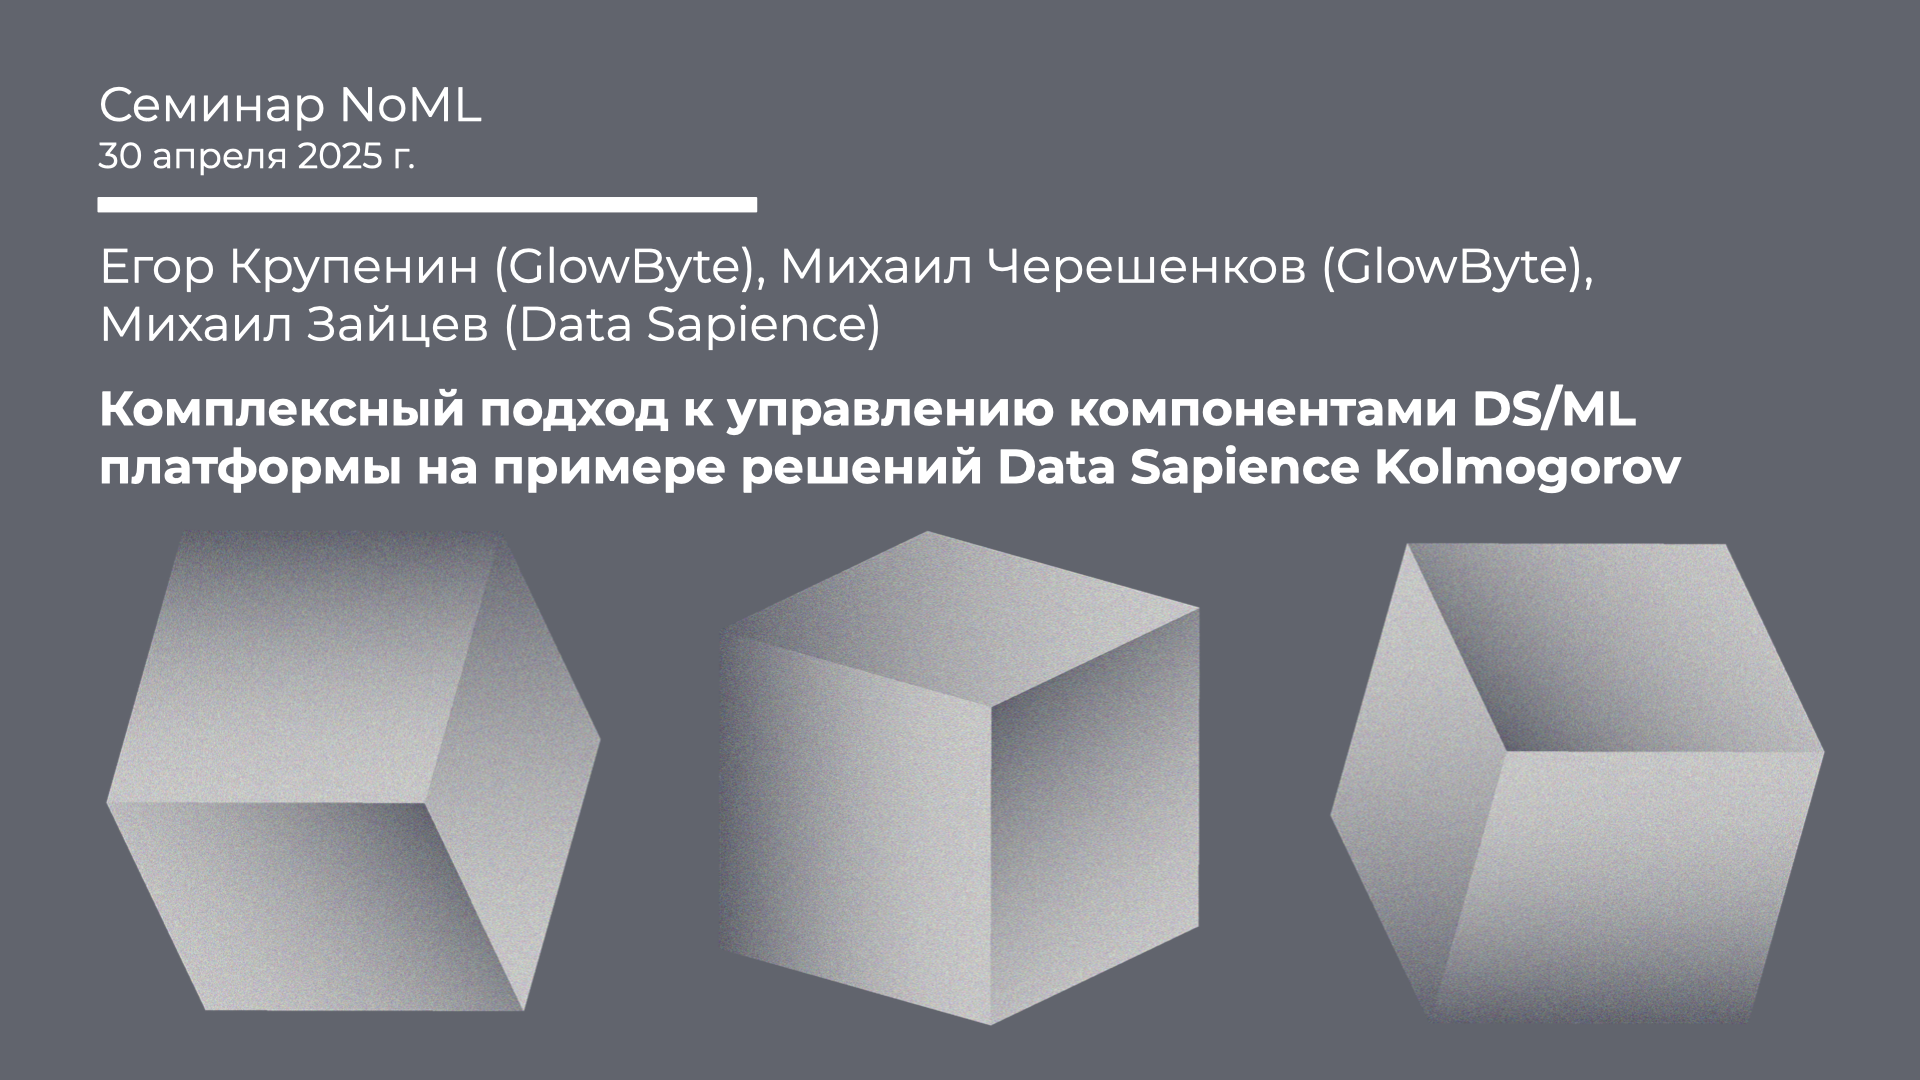 Семинар NoML
30 апреля 2025 г.
Егор Крупенин (GlowByte), Михаил Черешенков (GlowByte),
Михаил Зайцев (Data Sapience)
Комплексный подход к управлению компонентами DS/ML
платформы на примере решений Data Sapience Kolmogorov